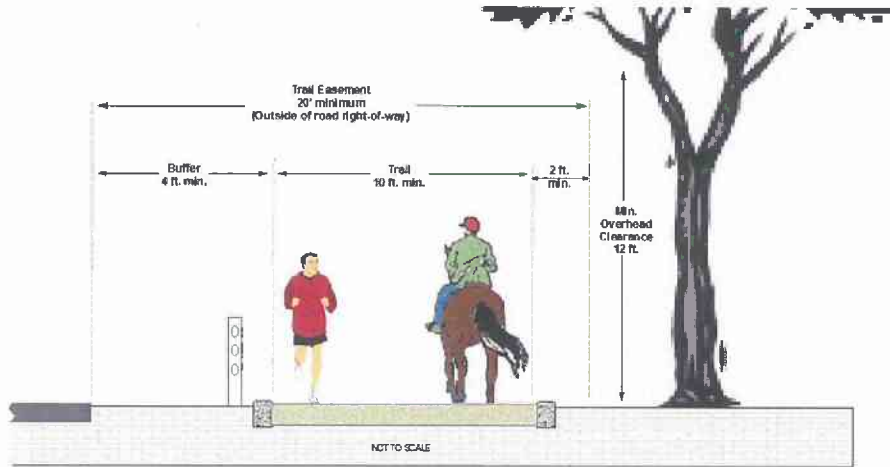 Trail Easement
20' minimum
(Outside of road right-of-way)
Buffer
4 ft. min.
Trail
10 ft. min.
2 ft.
min.
Min.
Overhead
Clearance
12 ft.
NOT TO SCALE